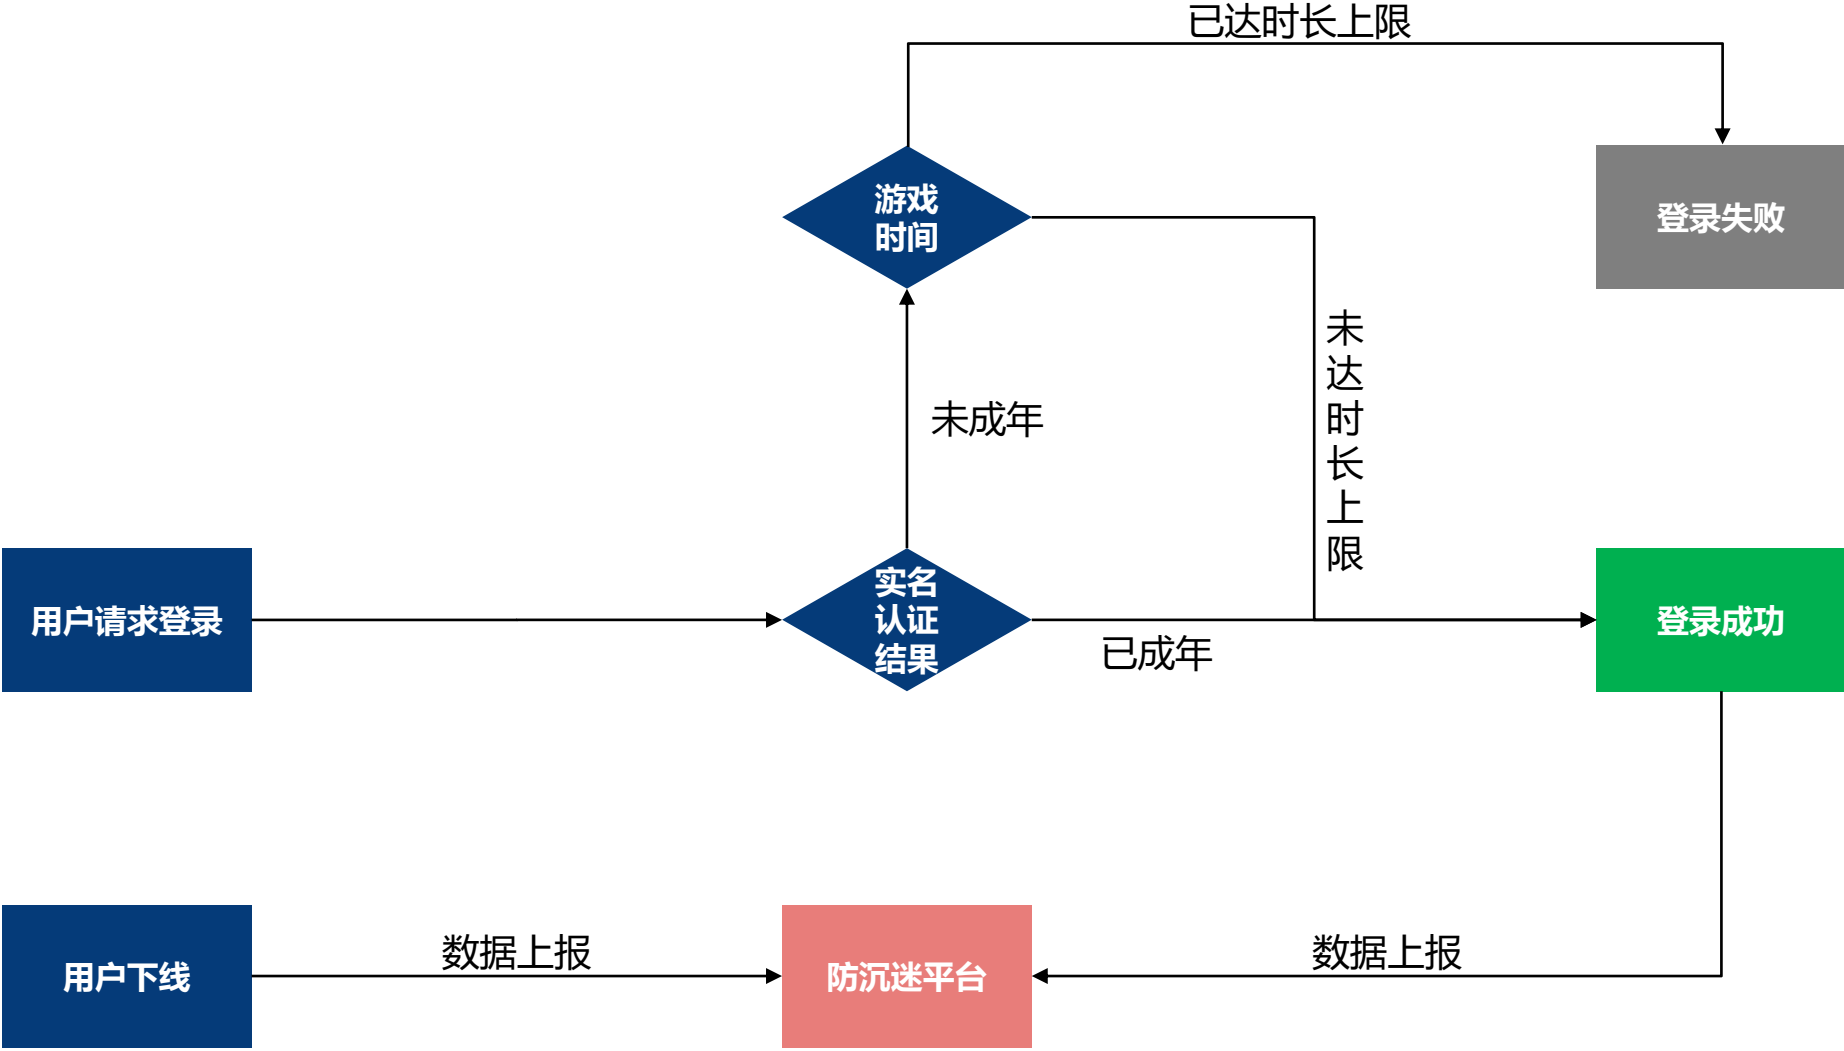 已达时长上限
游戏
时间
登录失败
未
达
时
长
上
限
未成年
用户请求登录
实名
认证
结果
已成年
登录成功
用户下线
数据上报
防沉迷平台
数据上报